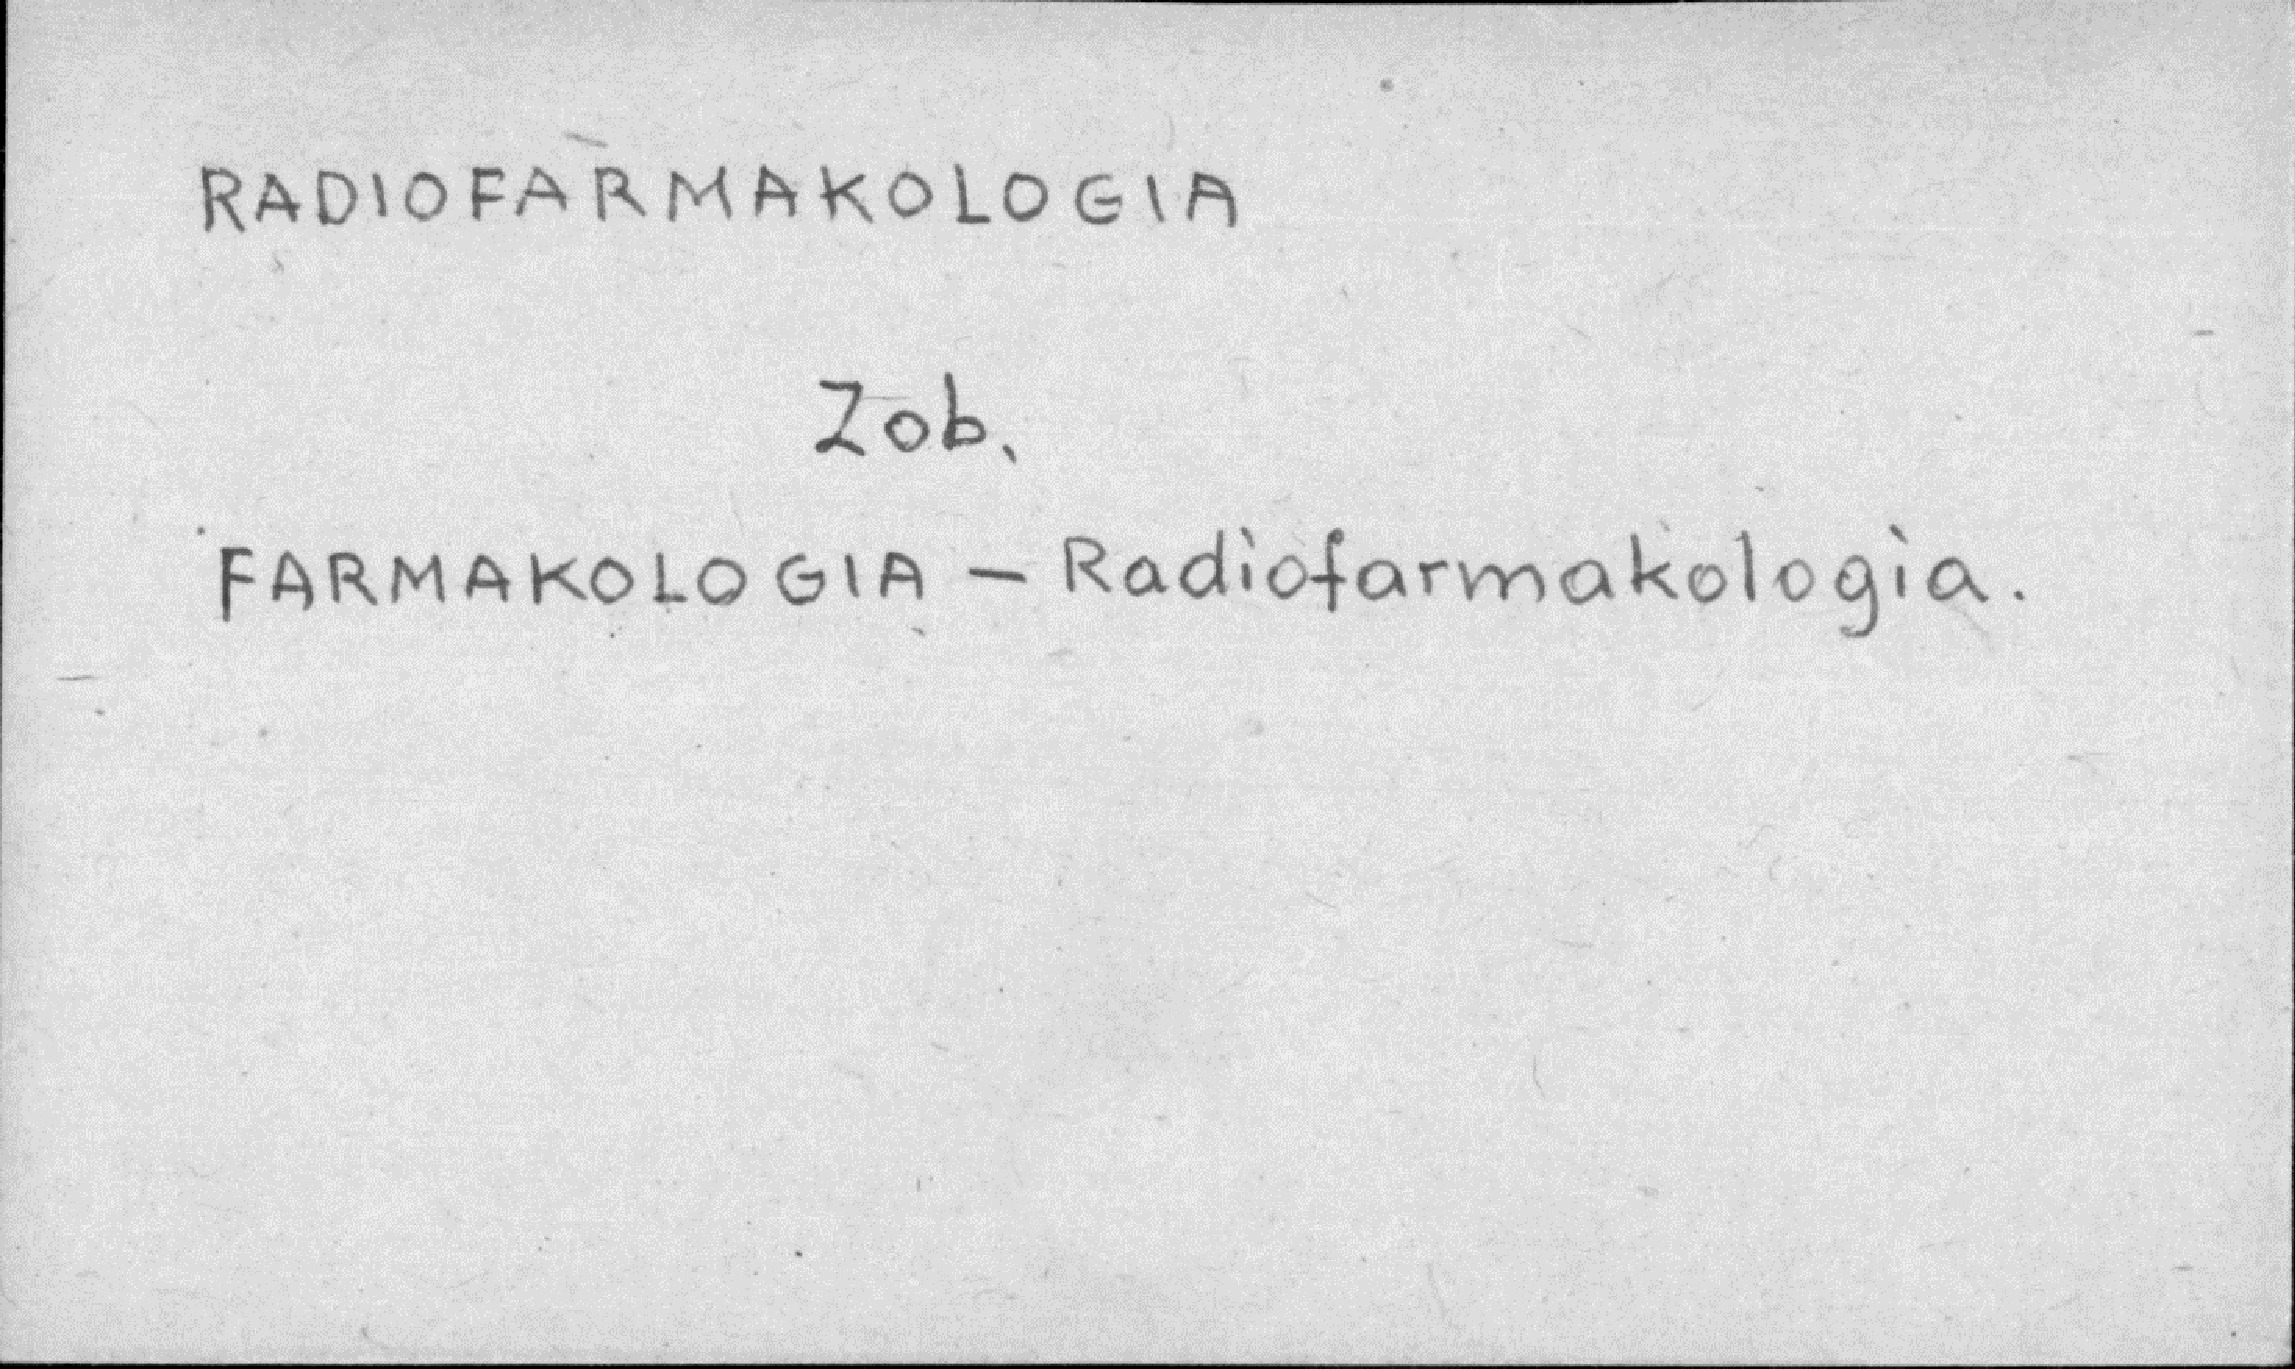 RADIOFARMAKOLOGIA
Zob.
FARMAKOLOGIA – Radiofarmakologia.